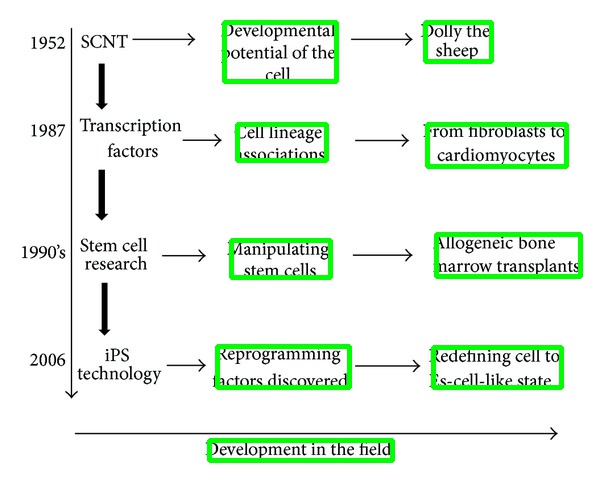 1952
SCNT
Developmental
potential of the
cell
Dolly the
sheep
1987
Transcription
factors
Cell lineage
associations
From fibroblasts to
cardiomyocytes
1990's
Stem cell
research
Manipulating
stem cells
Allogeneic bone
marrow transplants
2006
iPS
technology
Reprogramming
factors discovered
Redefining cell to
Es-cell-like state
Development in the field